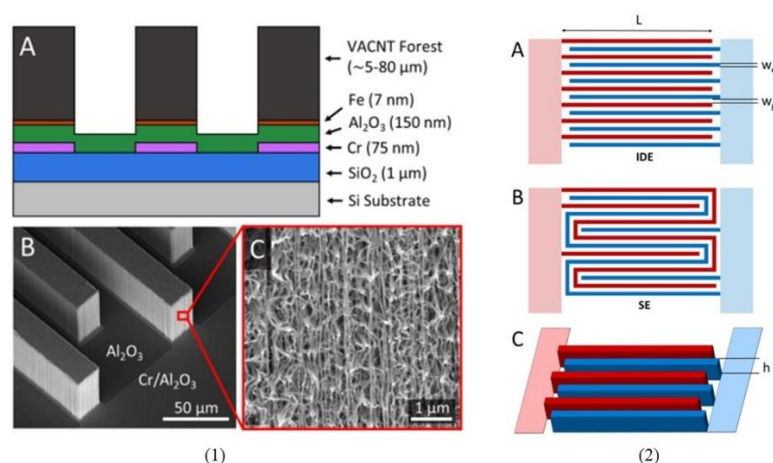 A
VACNT Forest
(~5-80 μm)
Fe (7 nm)
Al₂O₃ (150 nm)
Cr (75 nm)
SiO₂ (1 μm)
Si Substrate
B
Al₂O₃
Cr/Al₂O₃
50 μm
C
1 μm
(1)
L
A
IDE
B
SE
C
h
(2)